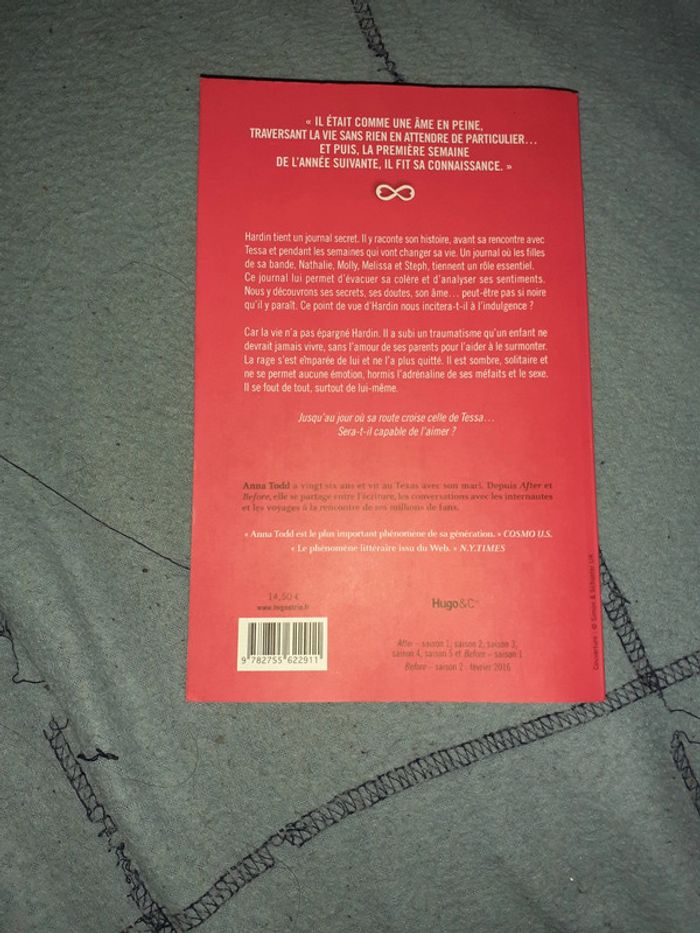 « IL ÉTAIT COMME UNE ÂME EN PEINE,
TRAVERSANT LA VIE SANS RIEN EN ATTENDRE DE PARTICULIER...
ET PUIS, LA PREMIÈRE SEMAINE
DE L'ANNÉE SUIVANTE, IL FIT SA CONNAISSANCE. »
Hardin tient un journal secret. Il y raconte son histoire, avant sa rencontre avec
Tessa et pendant les semaines qui vont changer sa vie. Un journal où les filles
de sa bande, Nathalie, Molly, Melissa et Steph, tiennent un rôle essentiel.
Ce journal lui permet d'évacuer sa colère et d'analyser ses sentiments.
Nous y découvrons ses secrets, ses doutes, son âme... peut-être pas si noire
qu'il y paraît. Ce point de vue d'Hardin nous incitera-t-il à l'indulgence ?
Car la vie n'a pas épargné Hardin. Il a subi un traumatisme qu'un enfant ne
devrait jamais vivre, sans l'amour de ses parents pour l'aider à le surmonter.
La rage s'est emparée de lui et ne l'a plus quitté. Il est sombre, solitaire et
ne se permet aucune émotion, hormis l'adrénaline de ses méfaits et le sexe.
Il se fout de tout, surtout de lui-même.
Jusqu'au jour où sa route croise celle de Tessa...
Sera-t-il capable de l'aimer ?
Anna Todd a vingt six ans et vit au Texas avec son mari. Depuis After et
Before, elle se partage entre l'écriture, les conversations avec les internautes
et les voyages à la rencontre de ses millions de fans.
« Anna Todd est le plus important phénomène de sa génération. » COSMO U.S.
« Le phénomène littéraire issu du Web. » N.Y.TIMES
14,50 €
www.hugoetcie.fr
Hugo&Cie
9 782755 622911
After – saison 1, saison 2, saison 3,
saison 4, saison 5 et Before – saison 1
Before – saison 2 : février 2016
Couverture : © Simon & Schuster UK